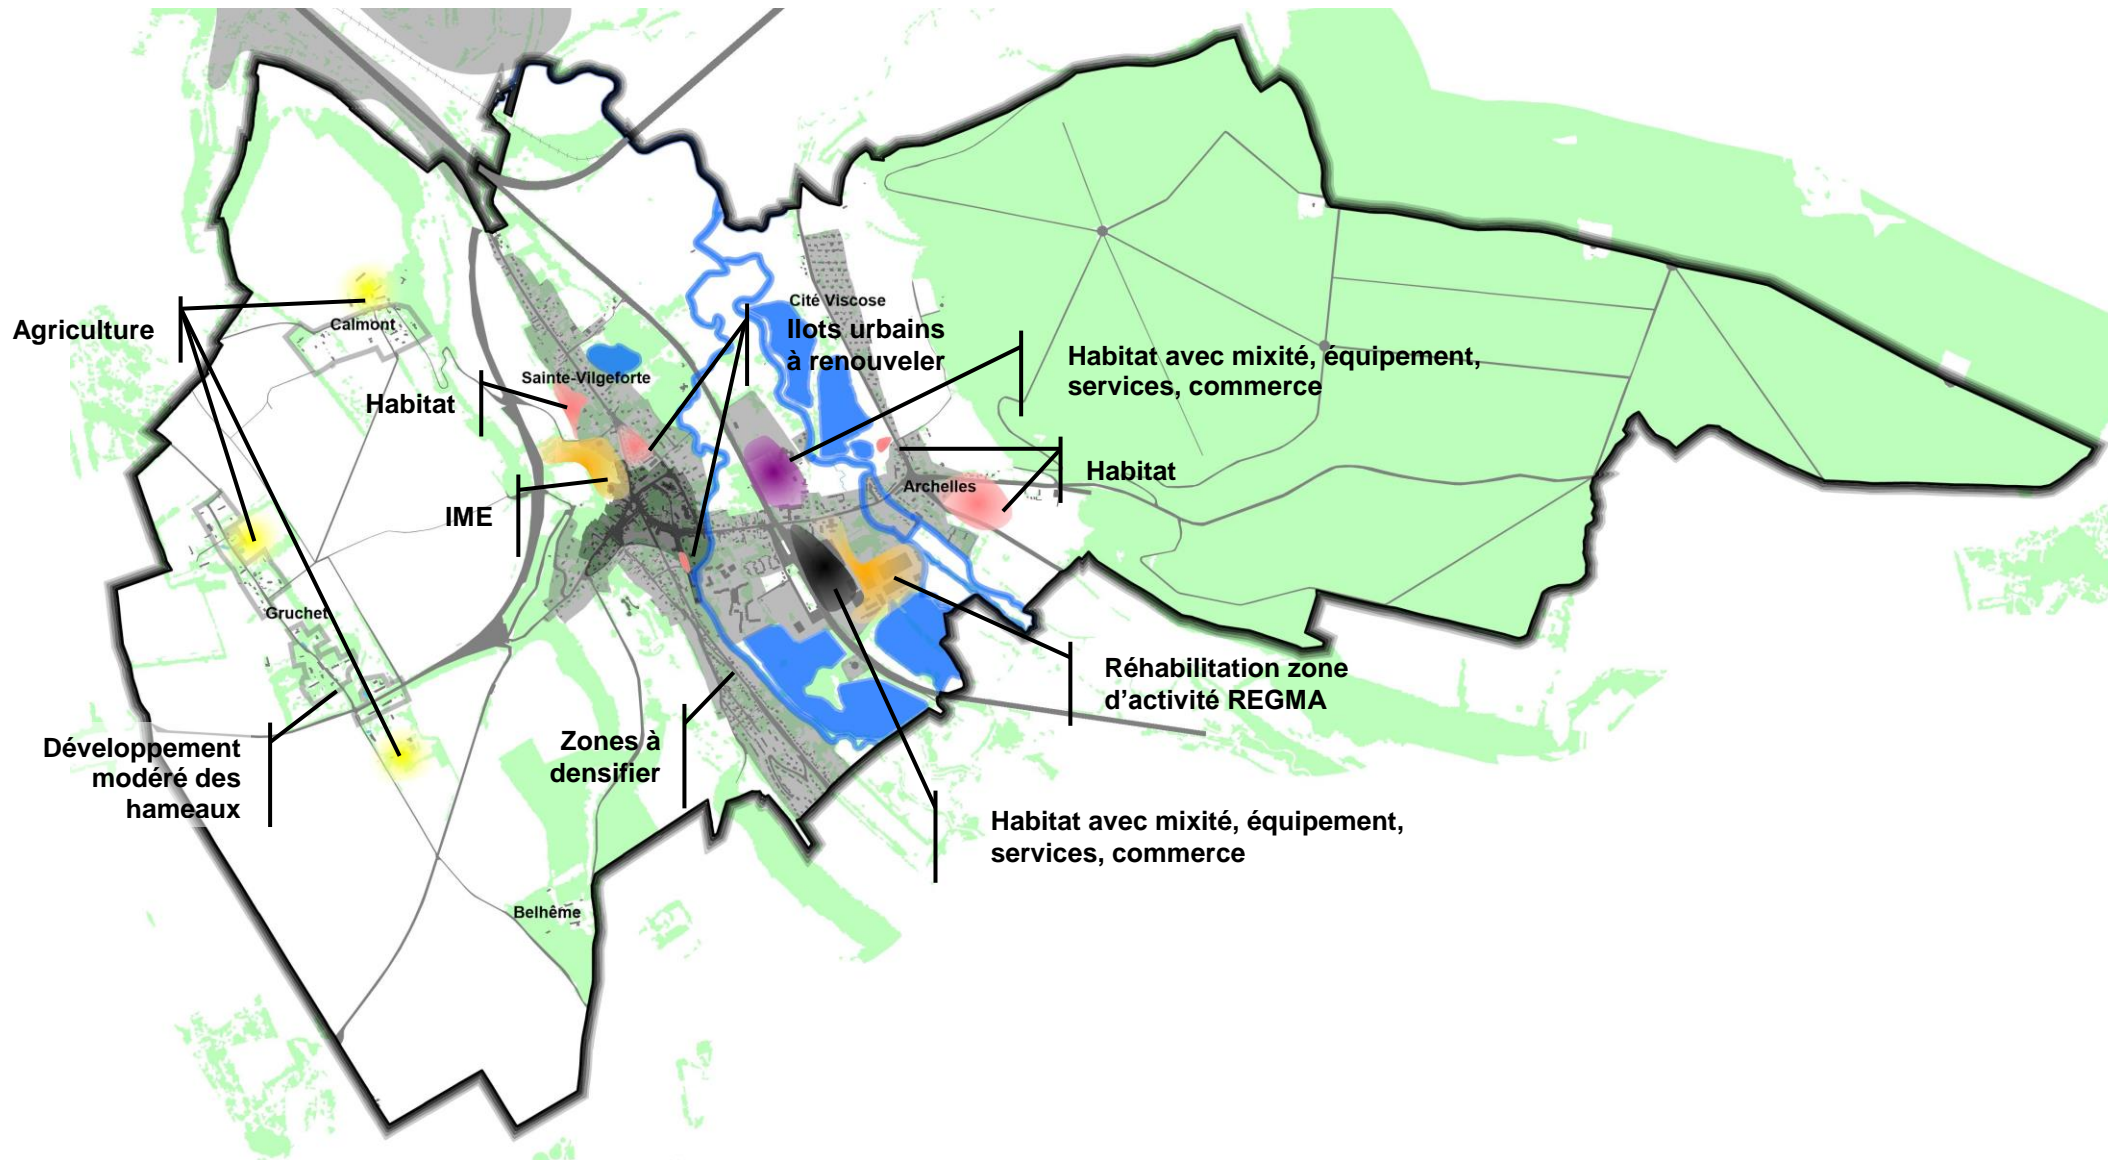 Cité Viscose
Agriculture
Calmont
Ilots urbains
à renouveler
Habitat avec mixité, équipement,
services, commerce
Sainte-Vilgeforte
Habitat
Habitat
Archelles
IME
Gruchet
Réhabilitation zone
d’activité REGMA
Développement
modéré des
hameaux
Zones à
densifier
Habitat avec mixité, équipement,
services, commerce
Belhême